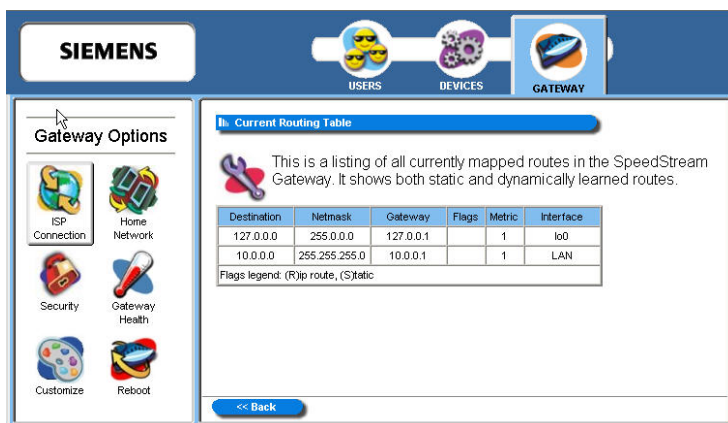 SIEMENS
USERS
DEVICES
GATEWAY
Gateway Options
ISP
Connection
Home
Network
Security
Gateway
Health
Customize
Reboot
Current Routing Table
This is a listing of all currently mapped routes in the SpeedStream
Gateway. It shows both static and dynamically learned routes.
Destination Netmask Gateway Flags Metric Interface
127.0.0.0 255.0.0.0 127.0.0.1 1 lo0
10.0.0.0 255.255.255.0 10.0.0.1 1 LAN
Flags legend: (R)ip route, (S)tatic
<< Back